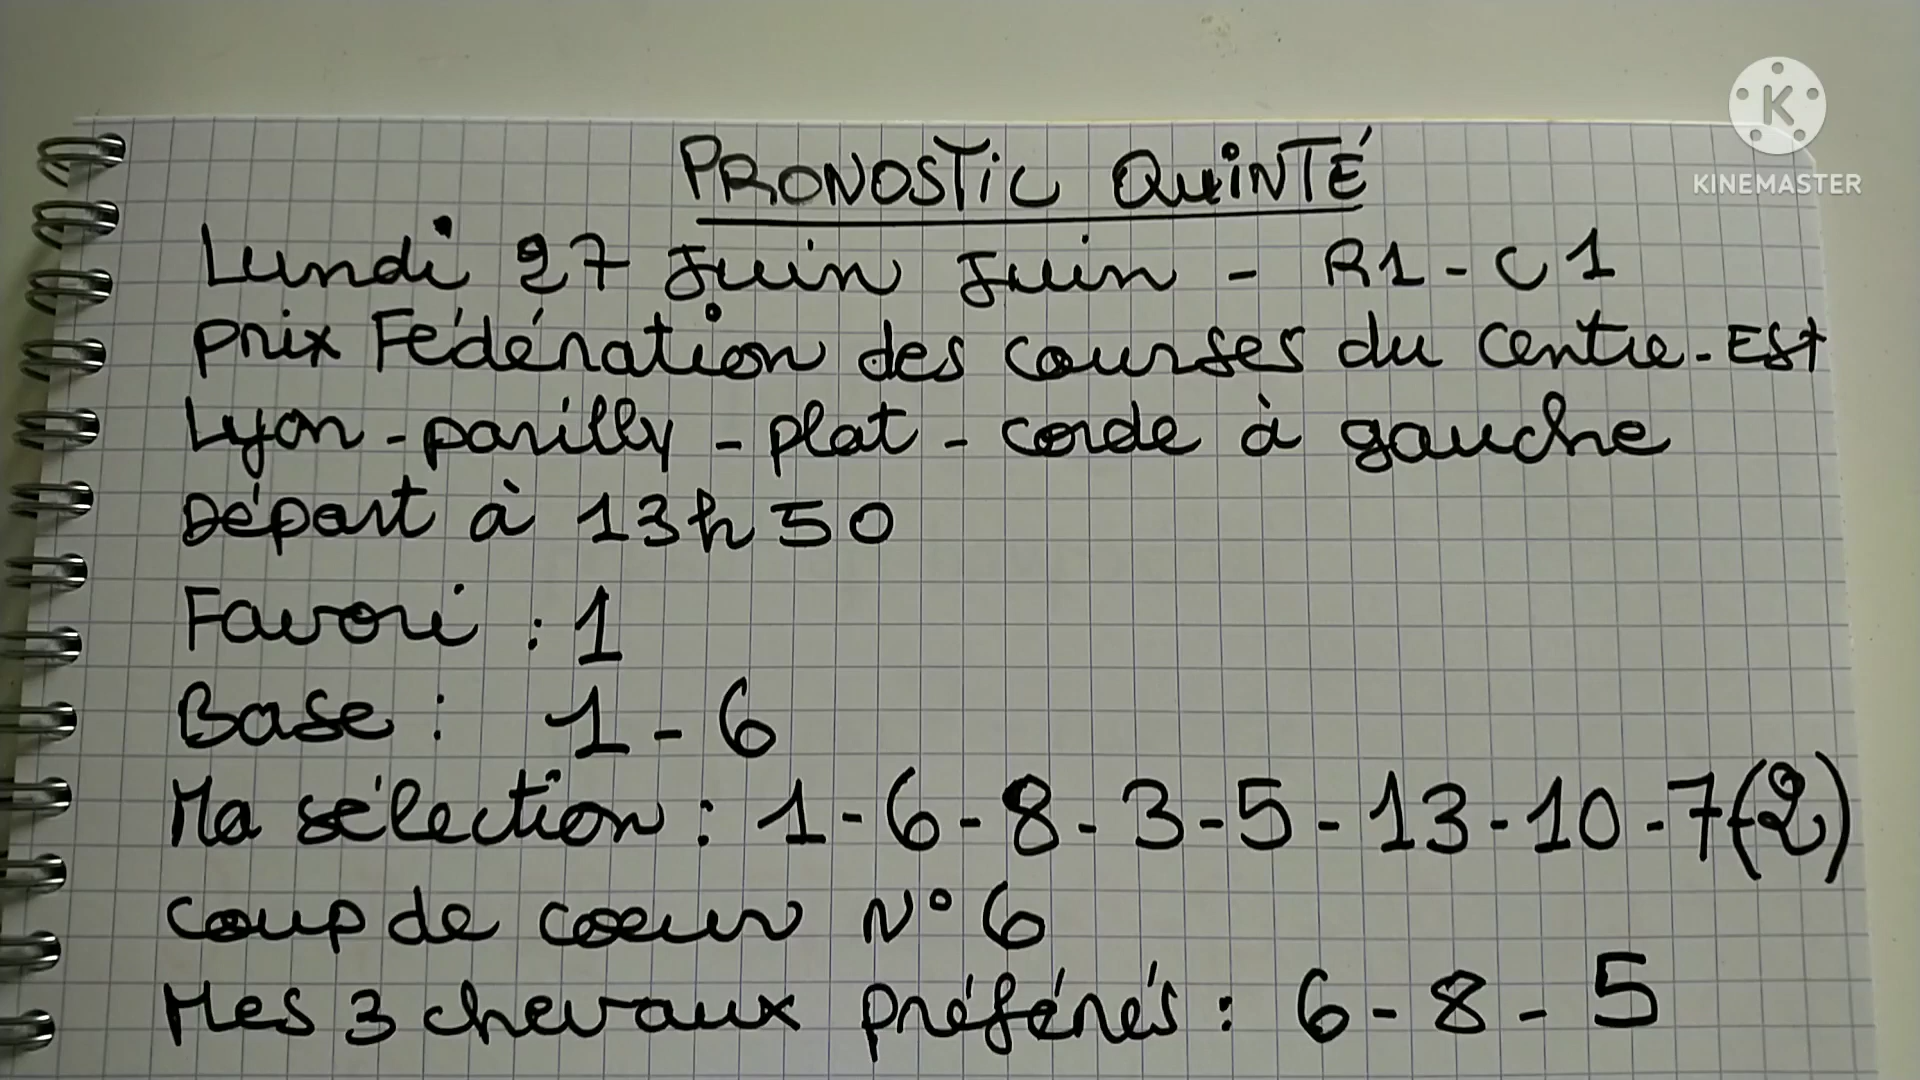 PRONOSTIC QUINTÉ
Lundi 27 Juin Juin - R1 - C1
Prix Fédération des courses du Centre-Est
Lyon - parilly - plat - corde à gauche
Départ à 13h50
Favori : 1
Base : 1 - 6
Ma sélection : 1 - 6 - 8 - 3 - 5 - 13 - 10 - 7 (2)
Coup de coeur N° 6
Mes 3 chevaux préférés : 6 - 8 - 5
K
KINEMASTER